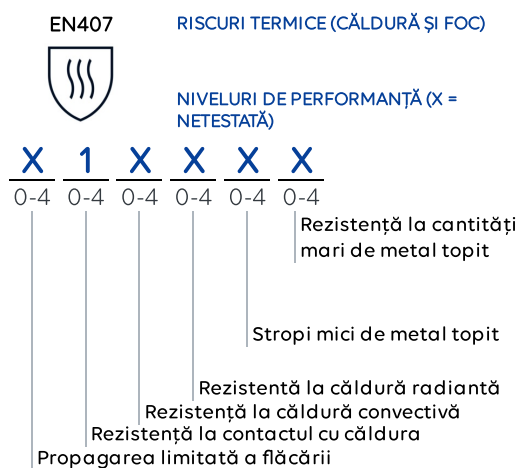 EN407
RISCURI TERMICE (CĂLDURĂ ȘI FOC)
NIVELURI DE PERFORMANȚĂ (X =
NETESTATĂ)
X 1 X X X X
0-4 0-4 0-4 0-4 0-4 0-4
Rezistență la cantități
mari de metal topit
Stropi mici de metal topit
Rezistentă la căldură radiantă
Rezistență la căldură convectivă
Rezistență la contactul cu căldura
Propagarea limitată a flăcării